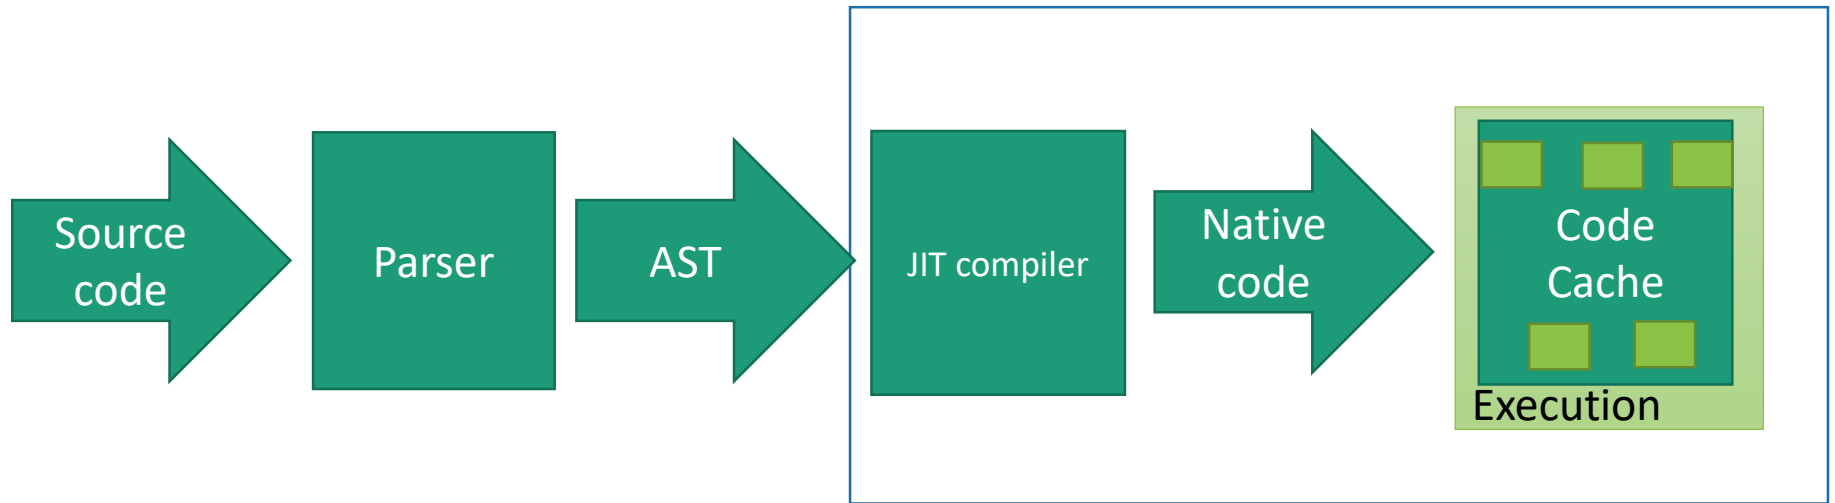 Source
code
Parser
AST
JIT compiler
Native
code
Code
Cache
Execution